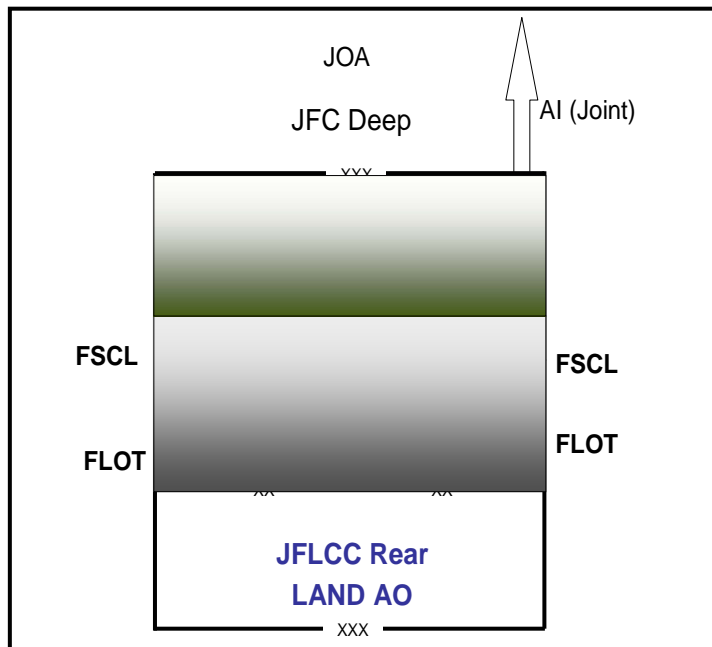 JOA
JFC Deep
AI (Joint)
XXX
FSCL
FSCL
FLOT
FLOT
XX XX
JFLCC Rear
LAND AO
XXX